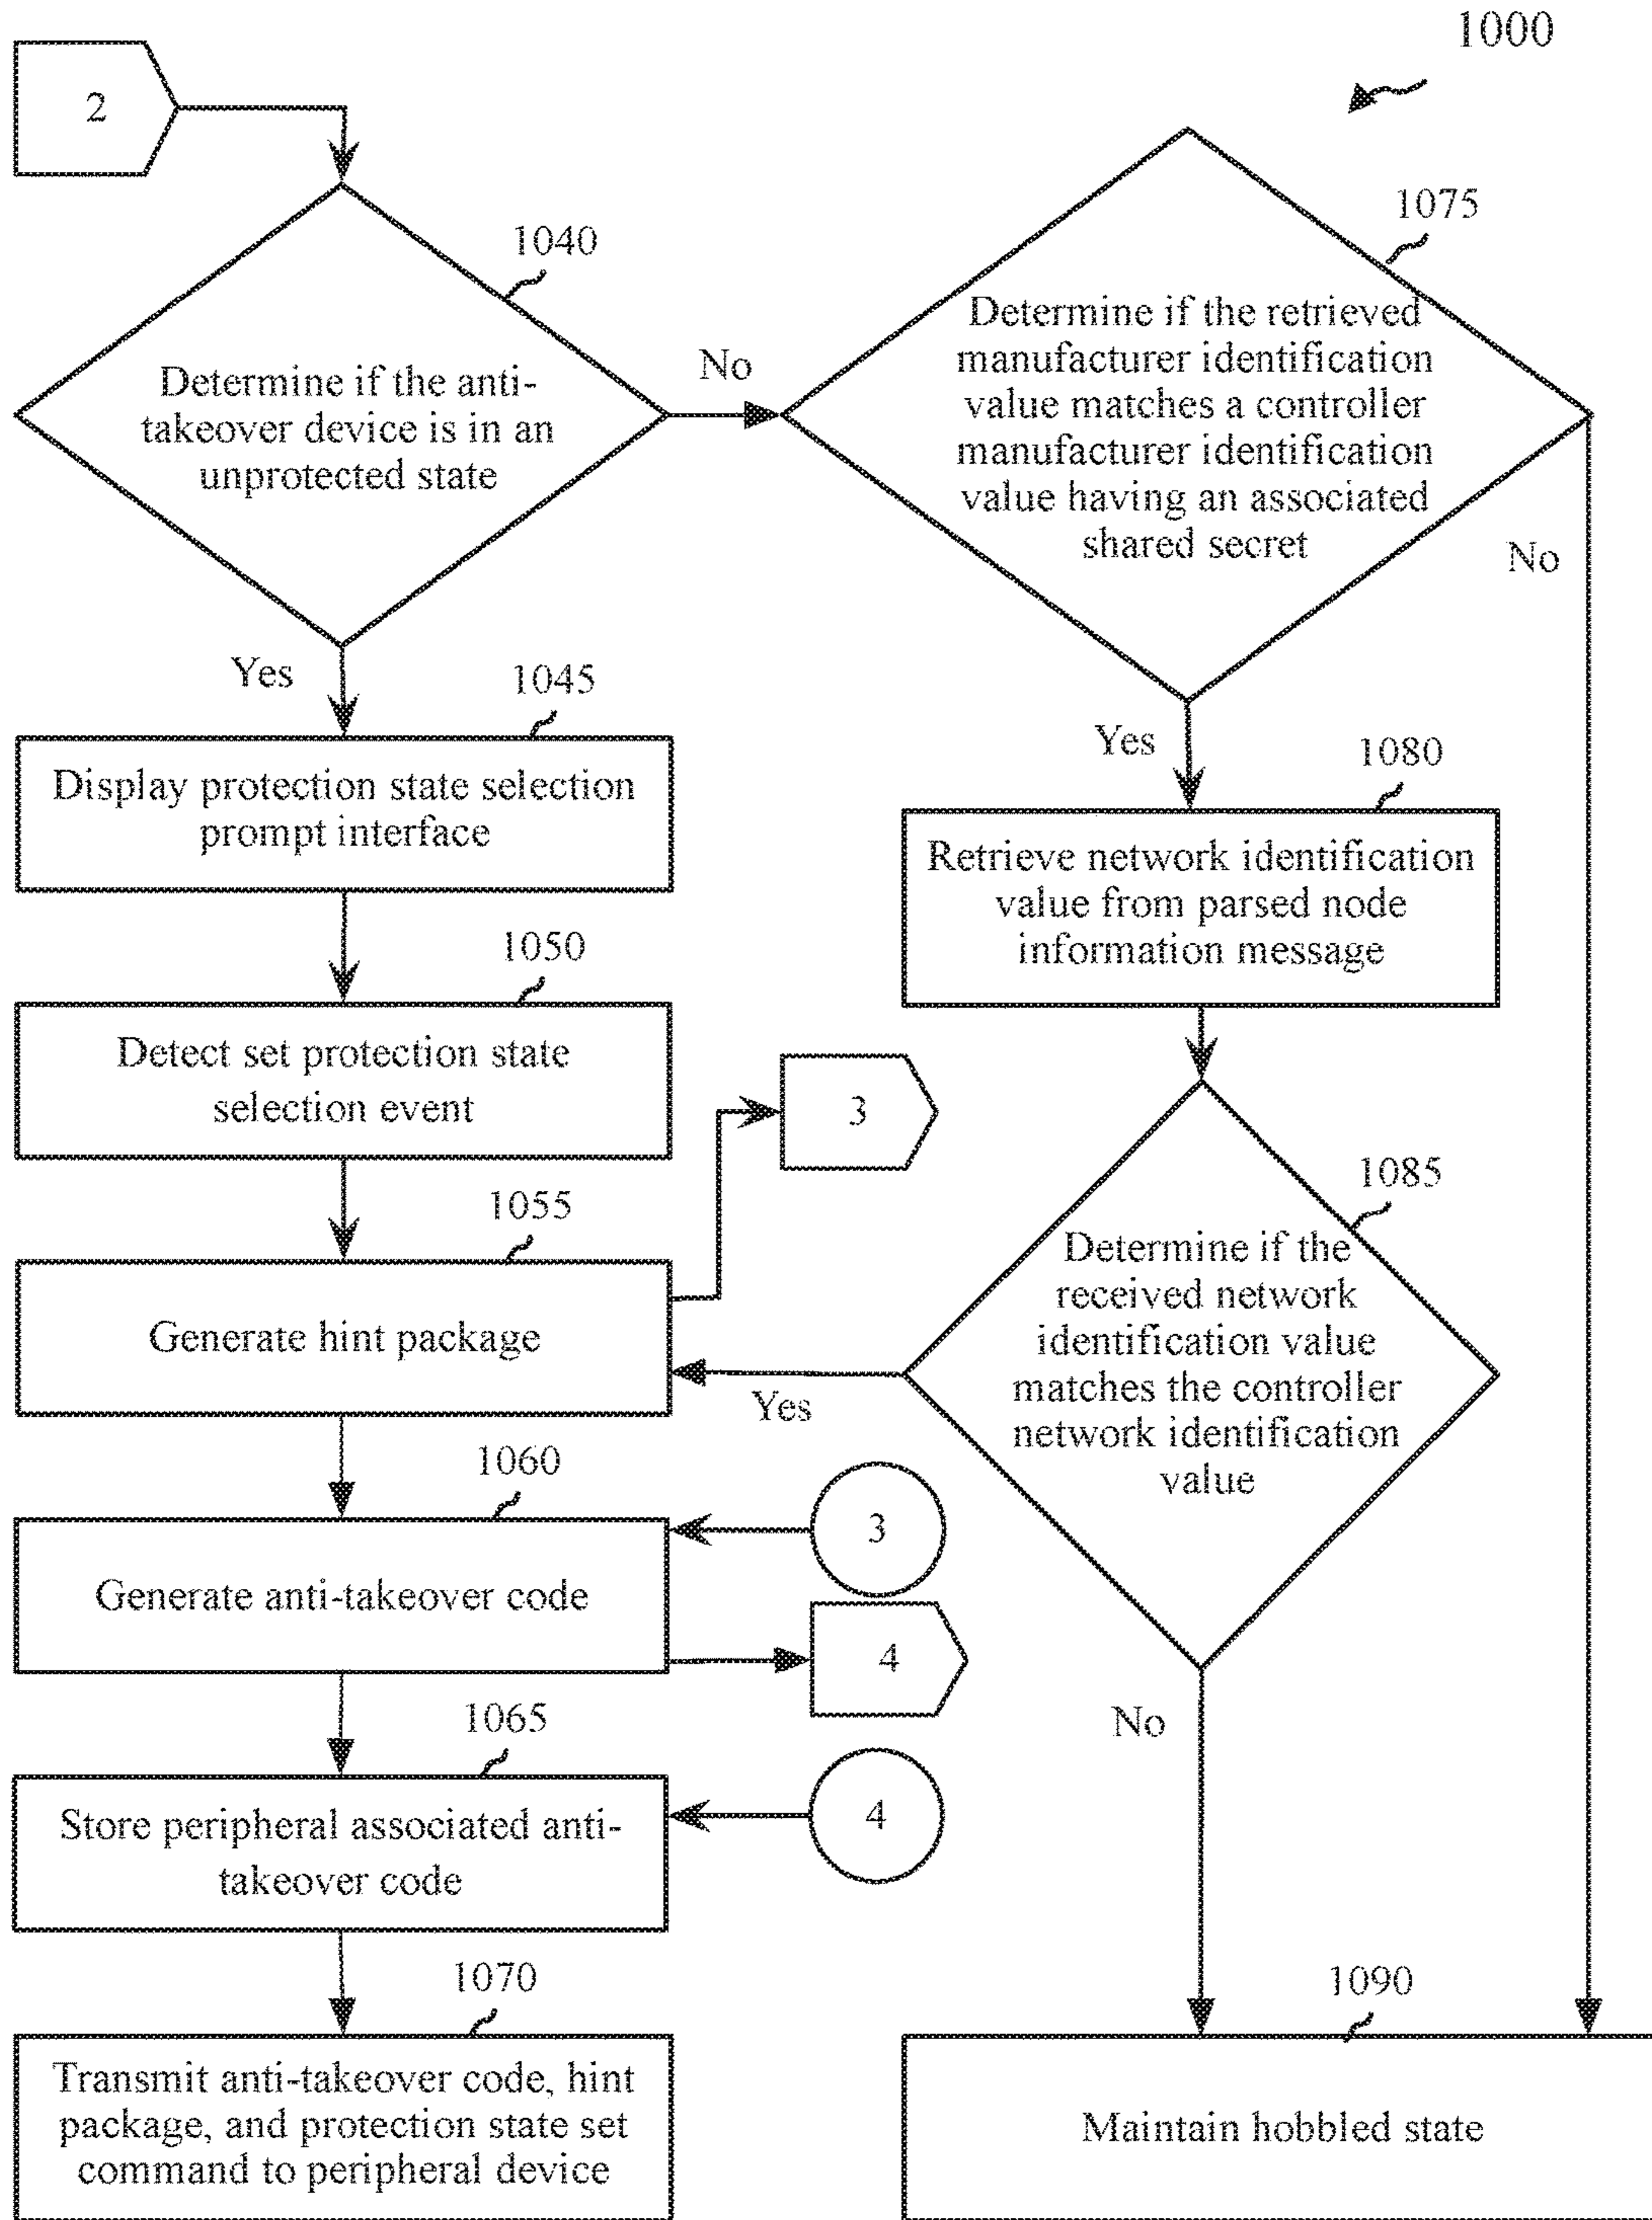 1000
2
1040
Determine if the anti-
takeover device is in an
unprotected state
No
1075
Determine if the retrieved
manufacturer identification
value matches a controller
manufacturer identification
value having an associated
shared secret
No
Yes
1045
Display protection state selection
prompt interface
Yes
1080
Retrieve network identification
value from parsed node
information message
1050
Detect set protection state
selection event
3
1055
Generate hint package
1085
Determine if the
received network
identification value
matches the controller
network identification
value
Yes
1060
Generate anti-takeover code
3
4
No
1065
Store peripheral associated anti-
takeover code
4
1070
Transmit anti-takeover code, hint
package, and protection state set
command to peripheral device
1090
Maintain hobbled state